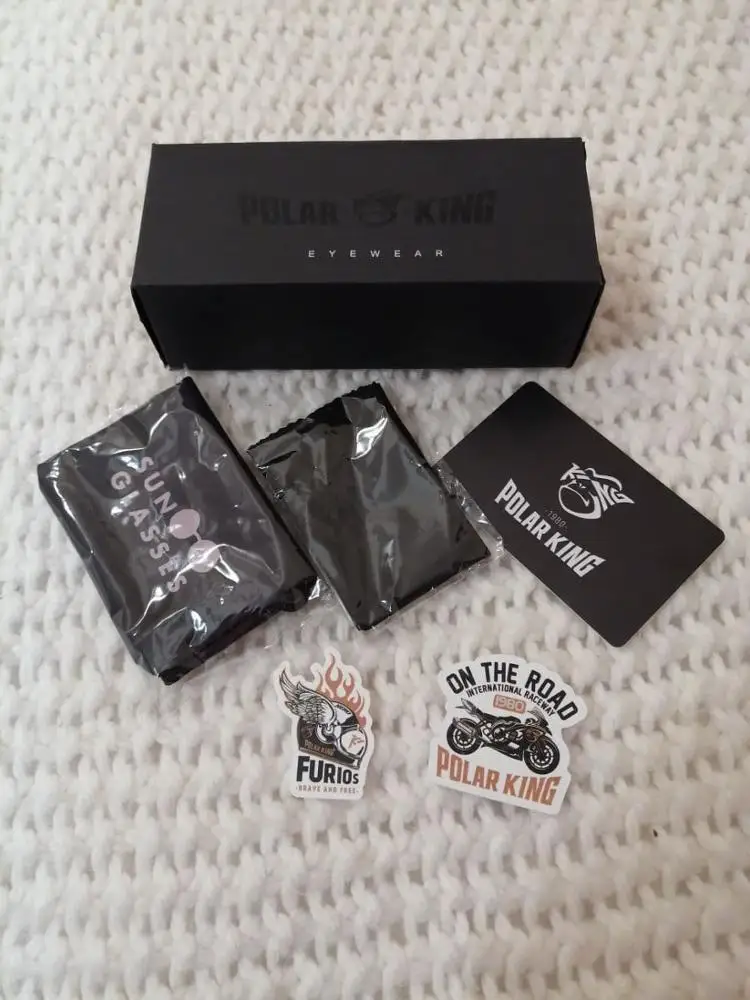 POLAR KING
EYEWEAR
SUN
GLASSES
KING
-1980-
POLAR KING
POLAR KING
FURIOS
-BRAVE AND FREE-
ON THE ROAD
INTERNATIONAL RACEWAY
1980
POLAR KING